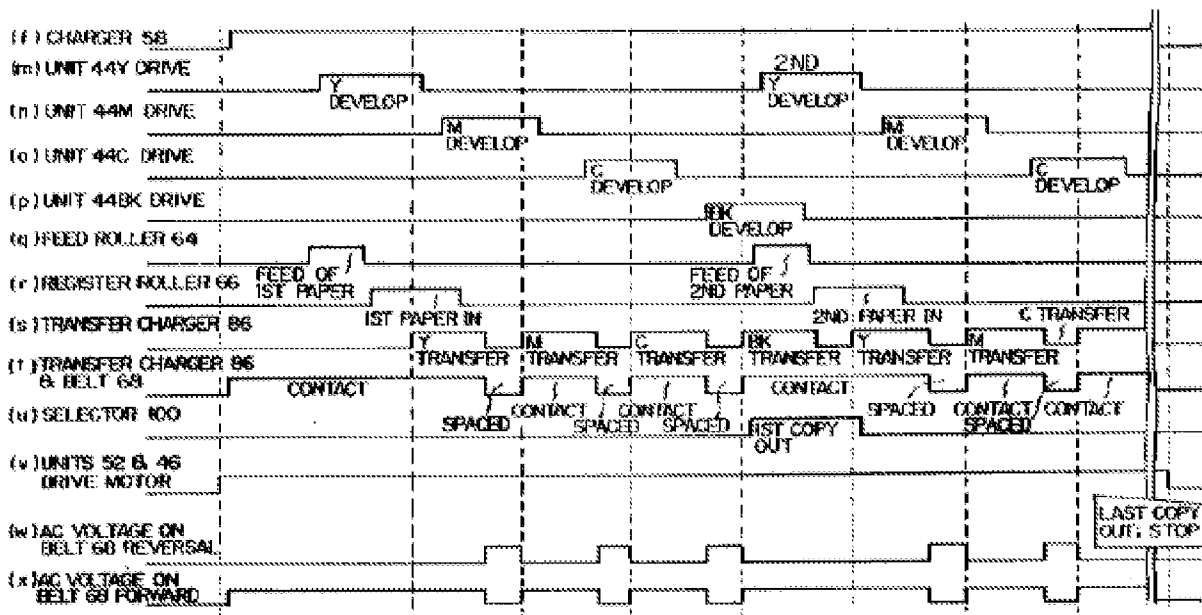 (f) CHARGER 58
(m) UNIT 44Y DRIVE
2ND
Y
DEVELOP
Y
DEVELOP
(n) UNIT 44M DRIVE
M
DEVELOP
M
DEVELOP
(o) UNIT 44C DRIVE
C
DEVELOP
C
DEVELOP
(p) UNIT 44BK DRIVE
BK
DEVELOP
(q) FEED ROLLER 64
FEED OF
1ST PAPER
FEED OF
2ND PAPER
(r) REGISTER ROLLER 66
1ST PAPER IN
2ND PAPER IN
(s) TRANSFER CHARGER 86
C TRANSFER
Y
TRANSFER
M
TRANSFER
C
TRANSFER
BK
TRANSFER
Y
TRANSFER
M
TRANSFER
(t) TRANSFER CHARGER 86
& BELT 68
CONTACT
SPACED
CONTACT
SPACED
CONTACT
SPACED
CONTACT
SPACED
CONTACT
SPACED
CONTACT
(u) SELECTOR 100
1ST COPY
OUT
(v) UNITS 52 & 46
DRIVE MOTOR
LAST COPY
OUT; STOP
(w) AC VOLTAGE ON
BELT 68 REVERSAL
(x) AC VOLTAGE ON
BELT 68 FORWARD